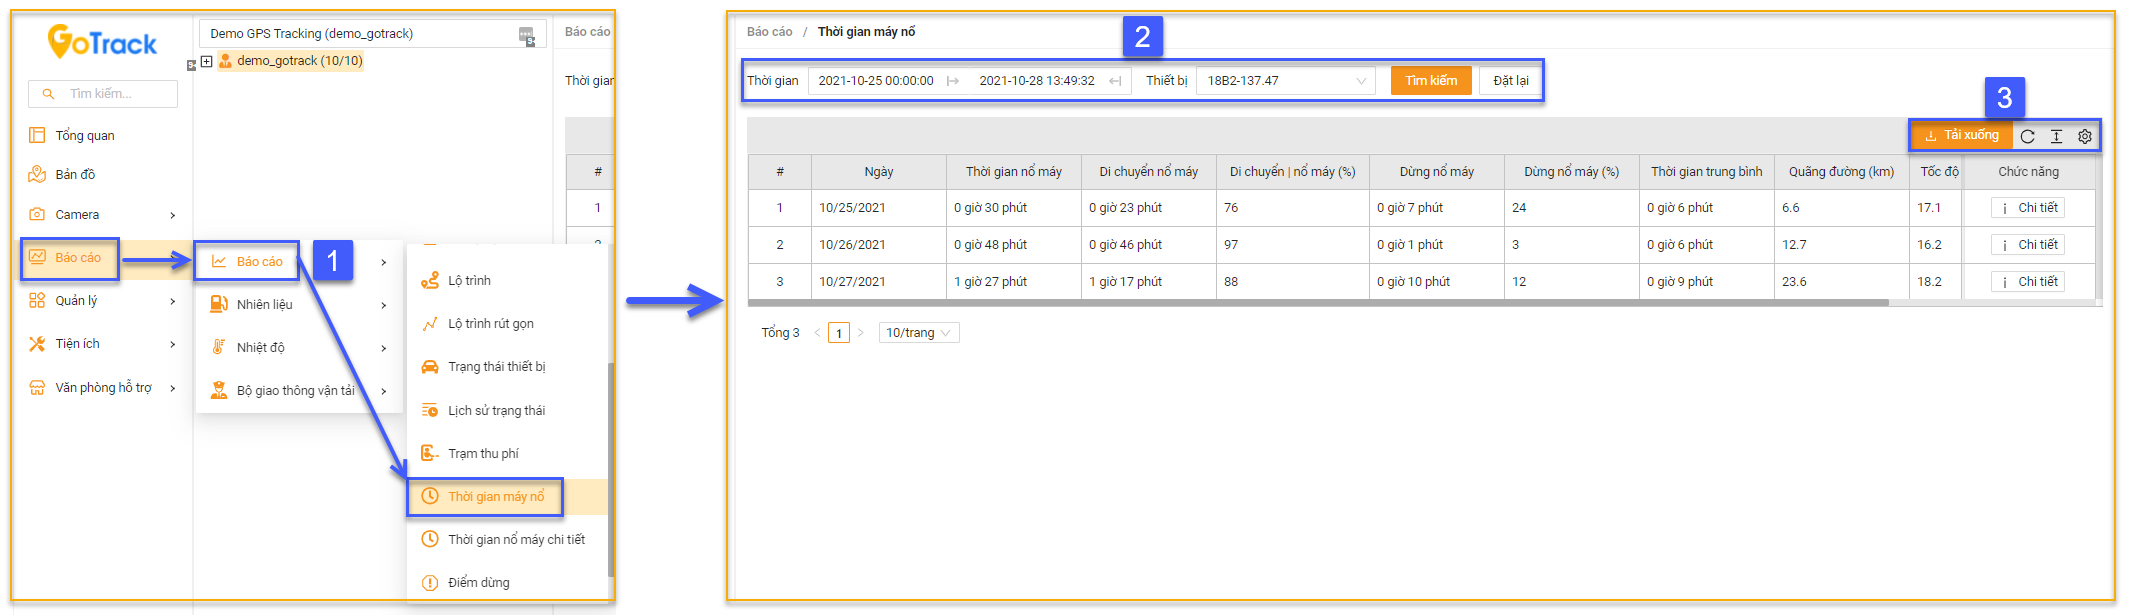 GoTrack
Tìm kiếm...
Tổng quan
Bản đồ
Camera
Báo cáo
Quản lý
Tiện ích
Văn phòng hỗ trợ
Demo GPS Tracking (demo_gotrack)
demo_gotrack (10/10)
Báo cáo
Nhiên liệu
Nhiệt độ
Bộ giao thông vận tải
1
Lộ trình
Lộ trình rút gọn
Trạng thái thiết bị
Lịch sử trạng thái
Trạm thu phí
Thời gian máy nổ
Thời gian nổ máy chi tiết
Điểm dừng
Báo cáo
Thời gian
#
1
Báo cáo / Thời gian máy nổ
2
Thời gian 2021-10-25 00:00:00 2021-10-28 13:49:32 Thiết bị 18B2-137.47 Tìm kiếm Đặt lại
3
Tải xuống
# Ngày Thời gian nổ máy Di chuyển nổ máy Di chuyển | nổ máy (%) Dừng nổ máy Dừng nổ máy (%) Thời gian trung bình Quãng đường (km) Tốc độ Chức năng
1 10/25/2021 0 giờ 30 phút 0 giờ 23 phút 76 0 giờ 7 phút 24 0 giờ 6 phút 6.6 17.1 Chi tiết
2 10/26/2021 0 giờ 48 phút 0 giờ 46 phút 97 0 giờ 1 phút 3 0 giờ 6 phút 12.7 16.2 Chi tiết
3 10/27/2021 1 giờ 27 phút 1 giờ 17 phút 88 0 giờ 10 phút 12 0 giờ 9 phút 23.6 18.2 Chi tiết
Tổng 3 < 1 > 10/trang